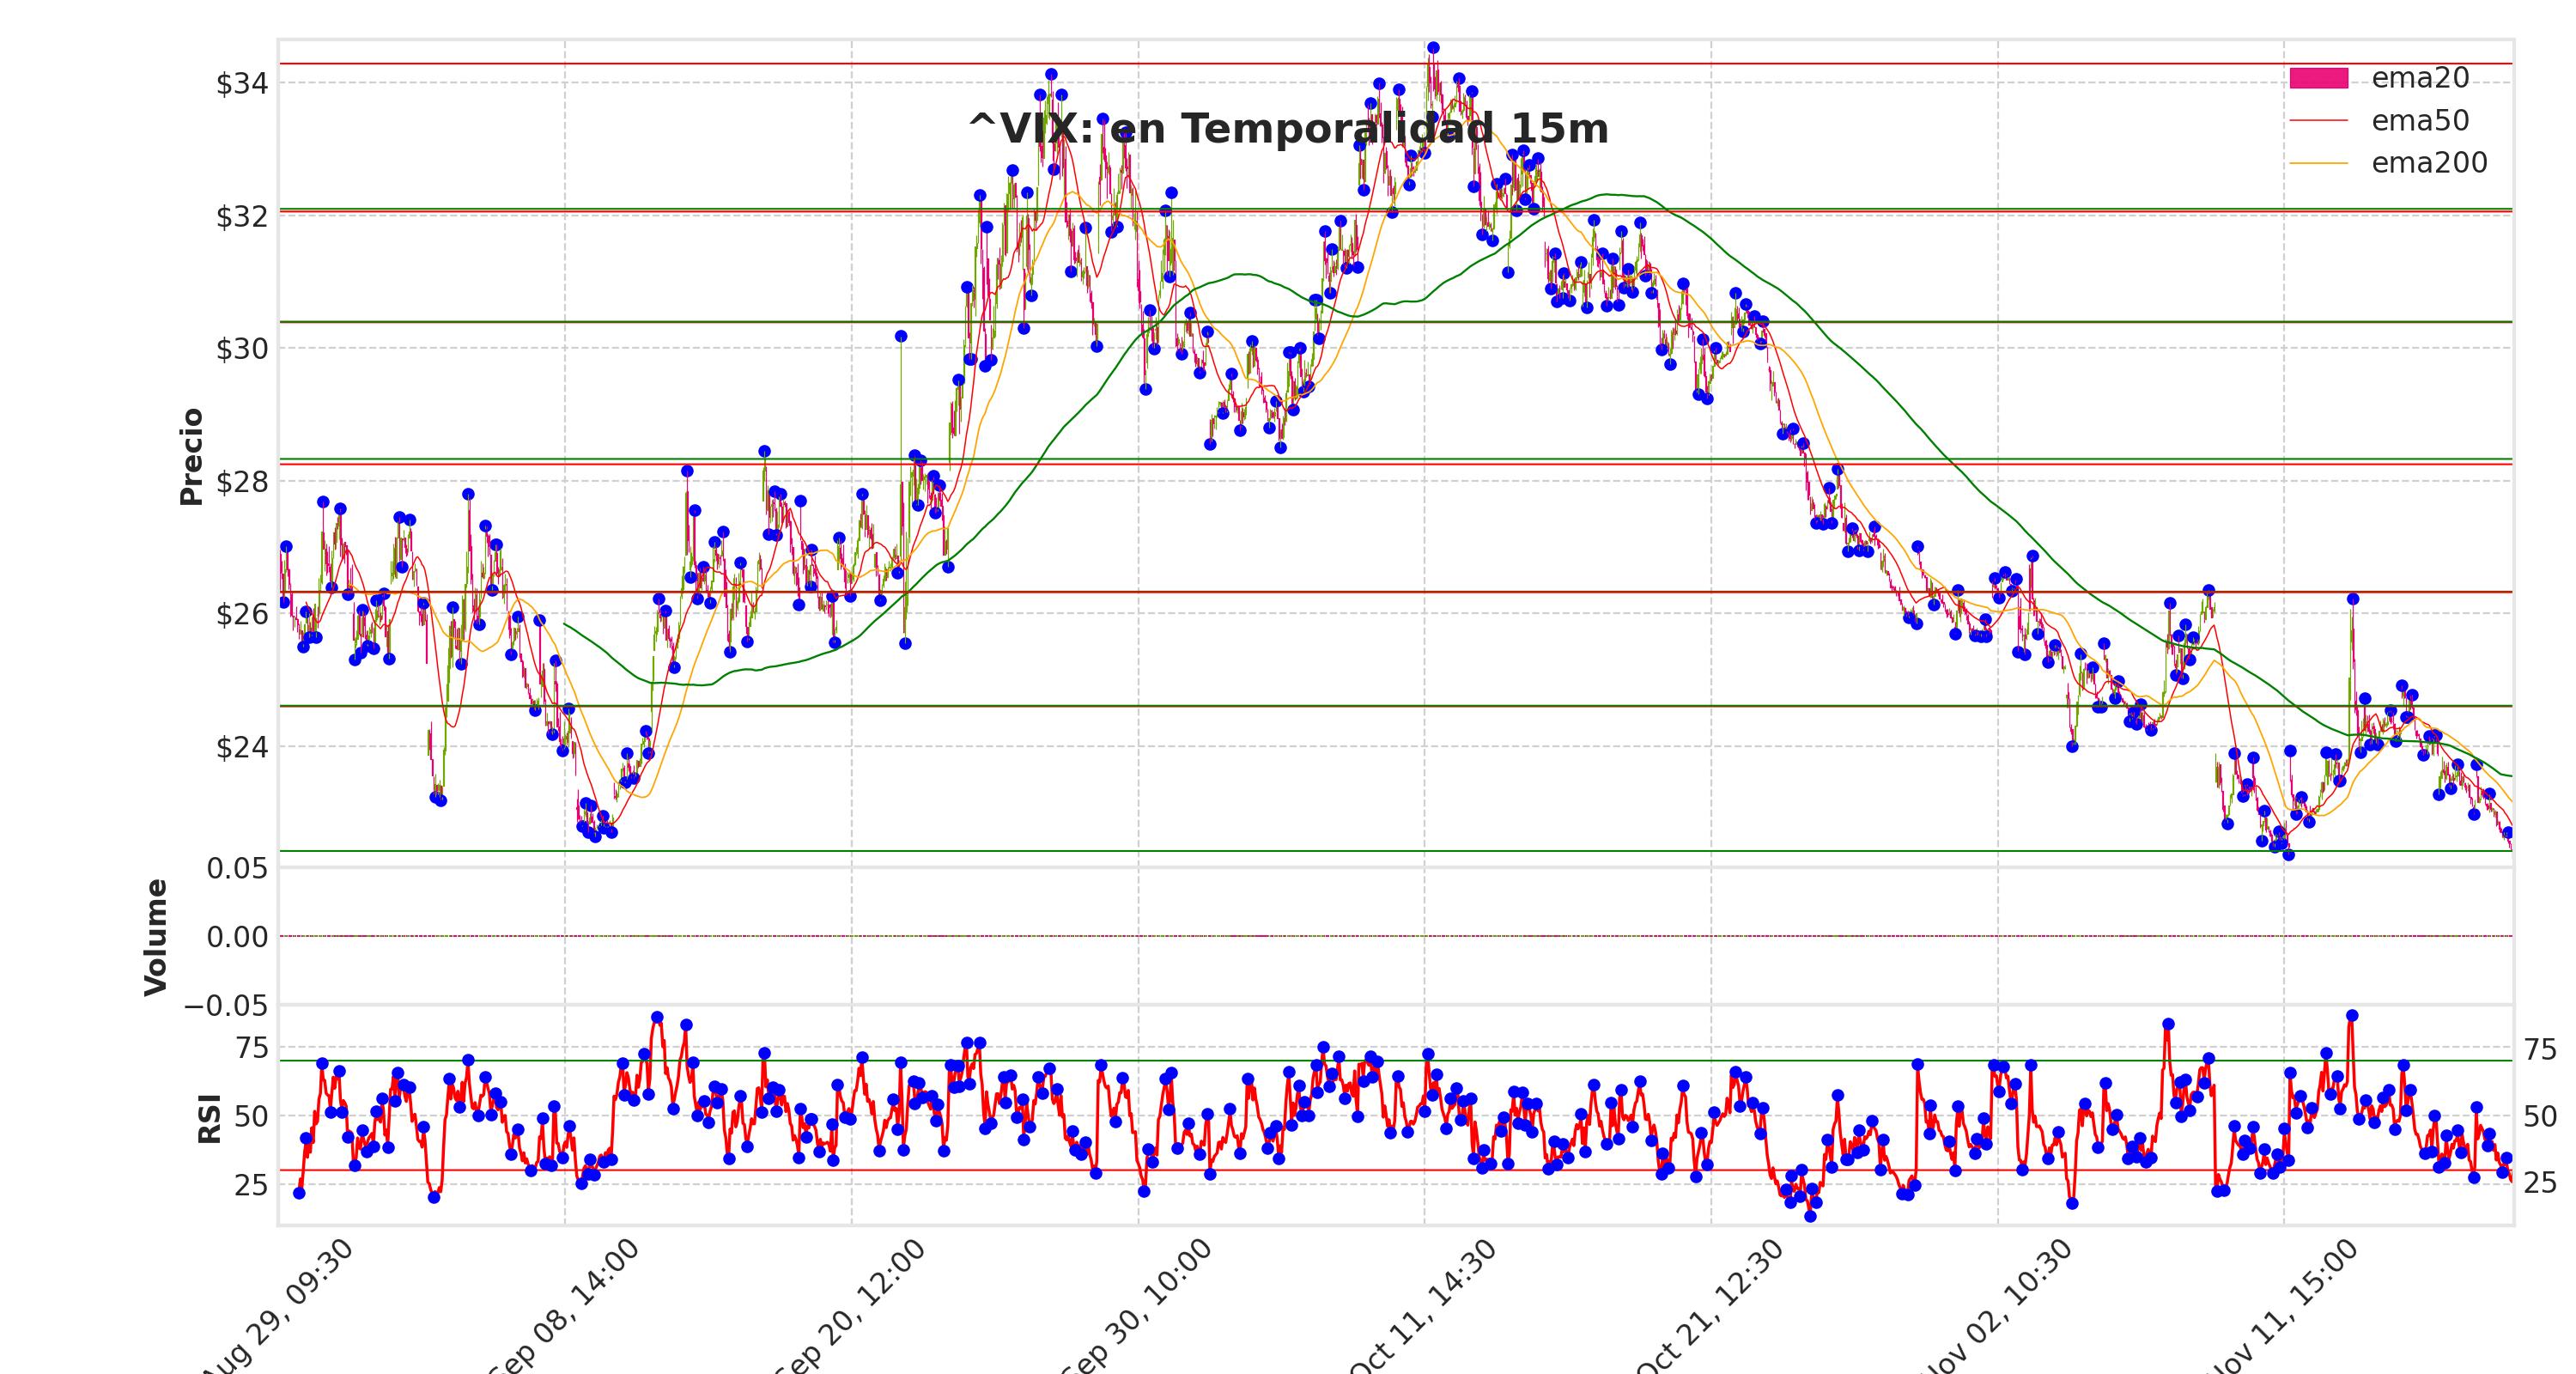 ^VIX: en Temporalidad 15m
ema20
ema50
ema200
Precio
$34
$32
$30
$28
$26
$24
Volume
0.05
0.00
−0.05
RSI
75
50
25
75
50
25
Aug 29, 09:30
Sep 08, 14:00
Sep 20, 12:00
Sep 30, 10:00
Oct 11, 14:30
Oct 21, 12:30
Nov 02, 10:30
Nov 11, 15:00